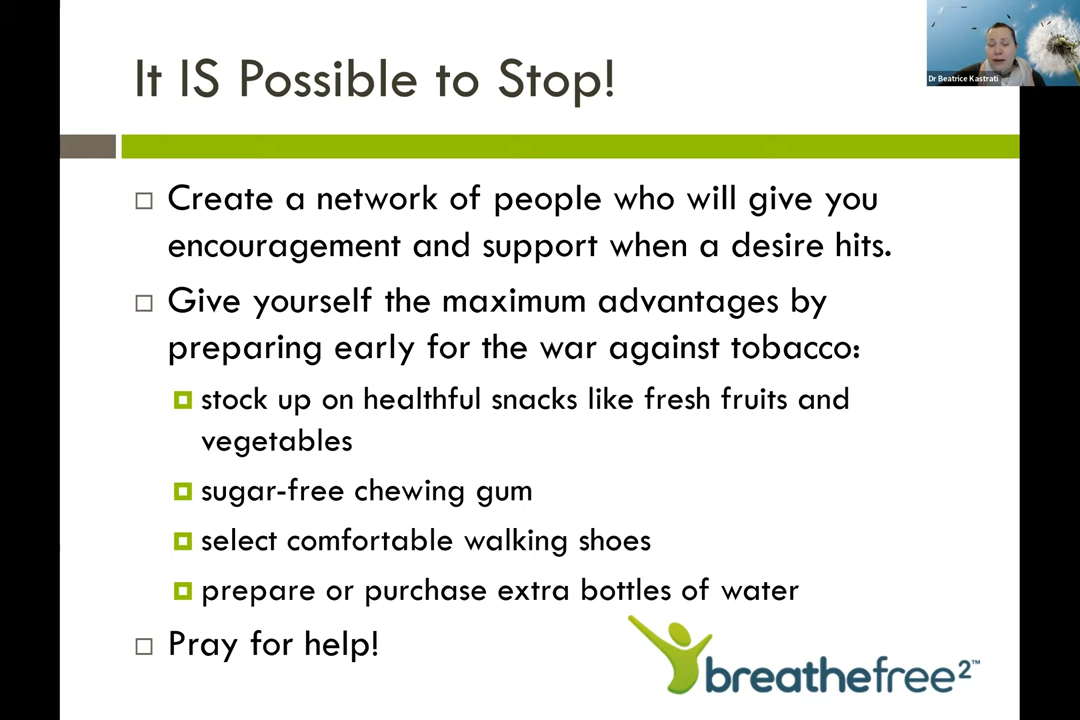 It IS Possible to Stop!
Dr Beatrice Kastrati
Create a network of people who will give you
encouragement and support when a desire hits.
Give yourself the maximum advantages by
preparing early for the war against tobacco:
stock up on healthful snacks like fresh fruits and
vegetables
sugar-free chewing gum
select comfortable walking shoes
prepare or purchase extra bottles of water
Pray for help!
breathefree2™